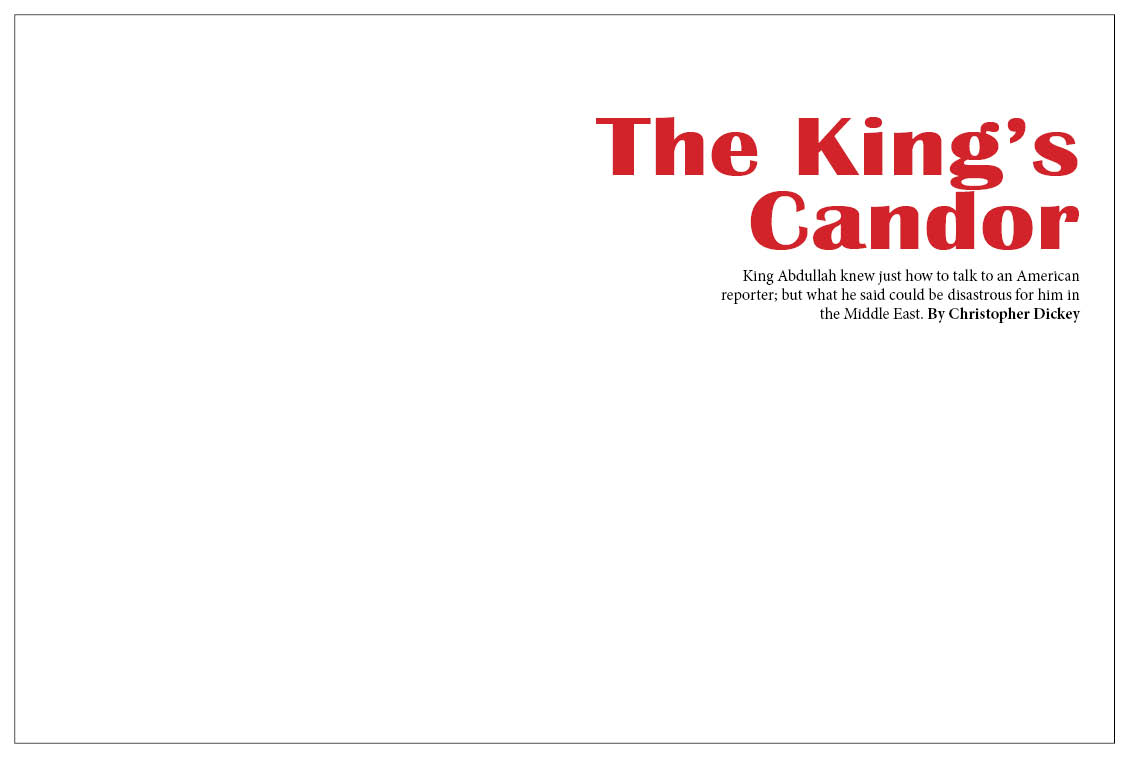 The King’s
Candor
King Abdullah knew just how to talk to an American
reporter; but what he said could be disastrous for him in
the Middle East. By Christopher Dickey